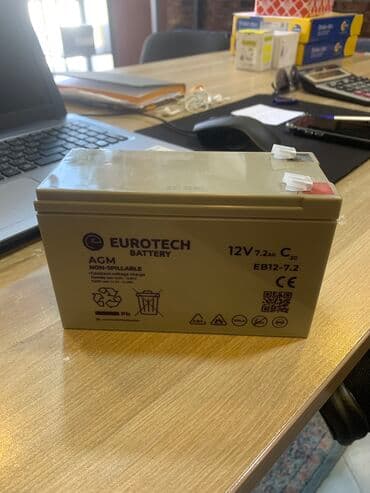 EUROTECH
BATTERY
12V 7.2Ah C20
EB12-7.2
AGM
NON-SPILLABLE
CE
Pb